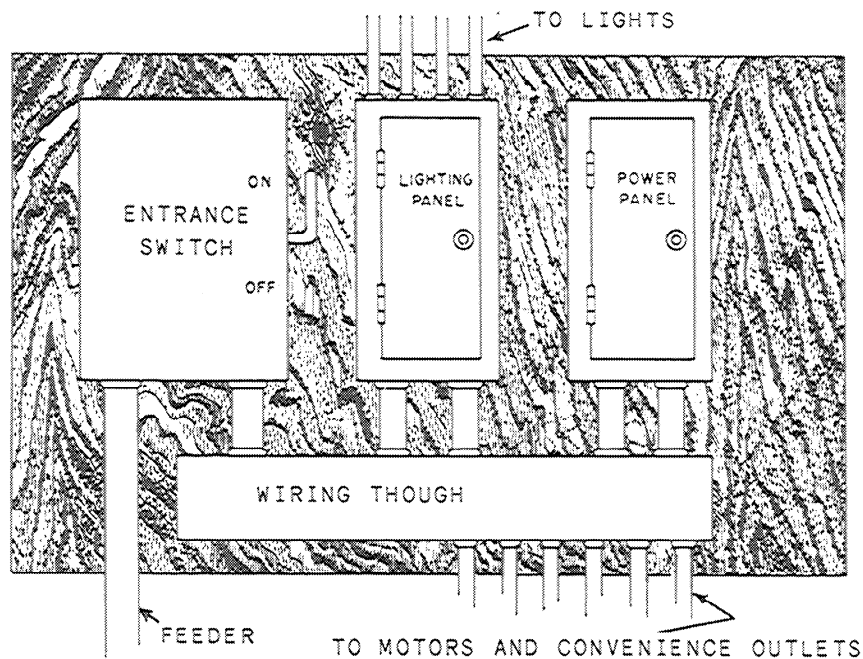 TO LIGHTS
ON
ENTRANCE
SWITCH
OFF
LIGHTING
PANEL
POWER
PANEL
WIRING THOUGH
FEEDER
TO MOTORS AND CONVENIENCE OUTLETS